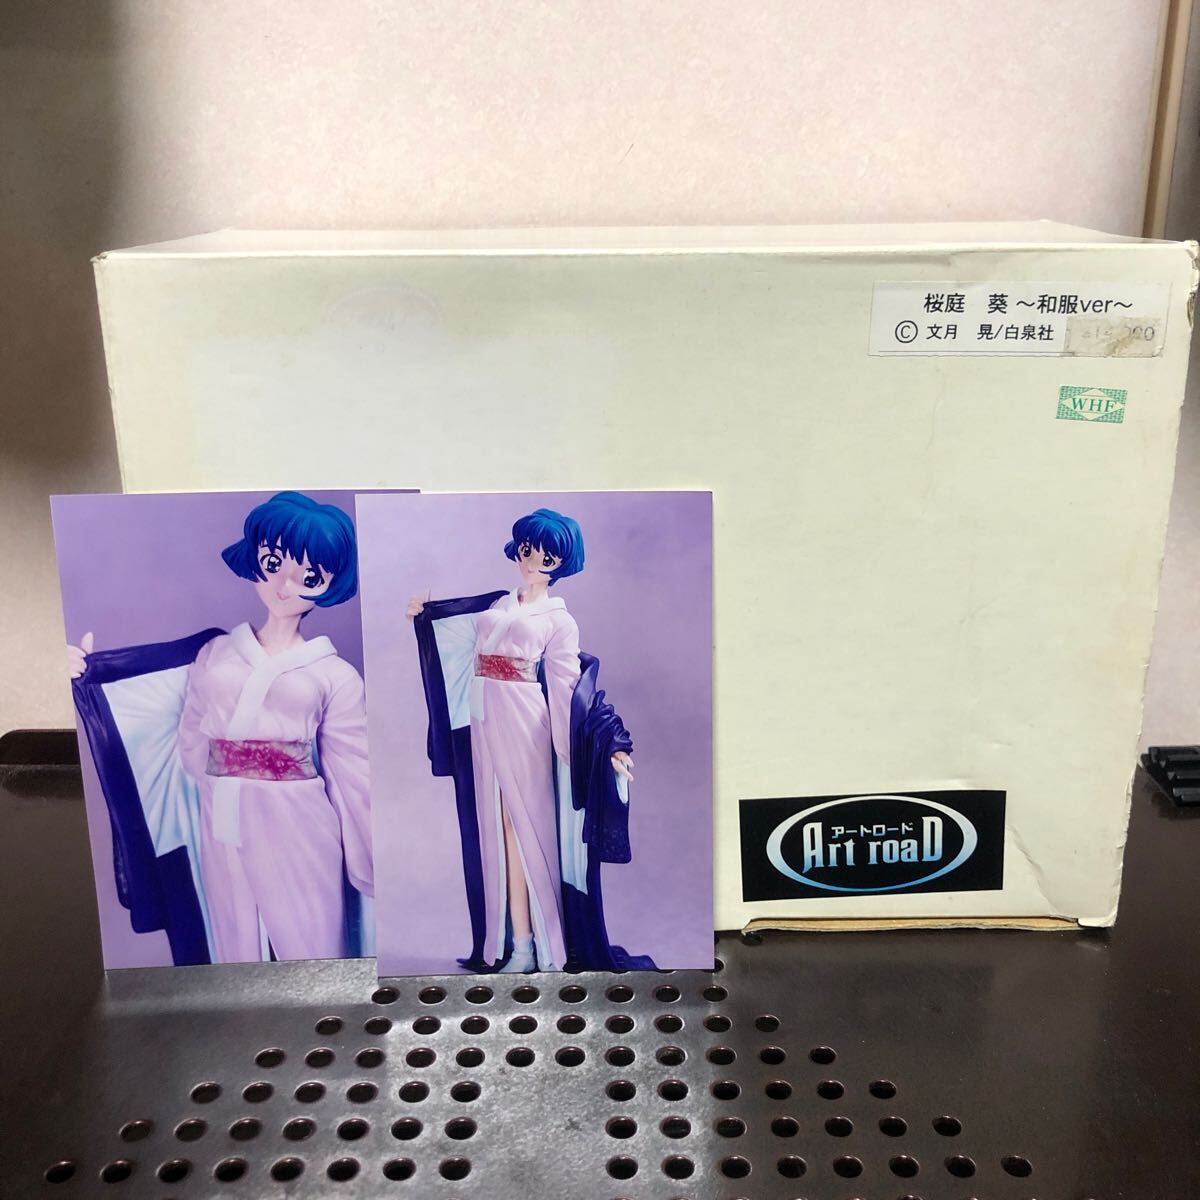 桜庭　葵 ～和服ver～
Ⓒ 文月　晃/白泉社
WHF
アートロード
Art roaD